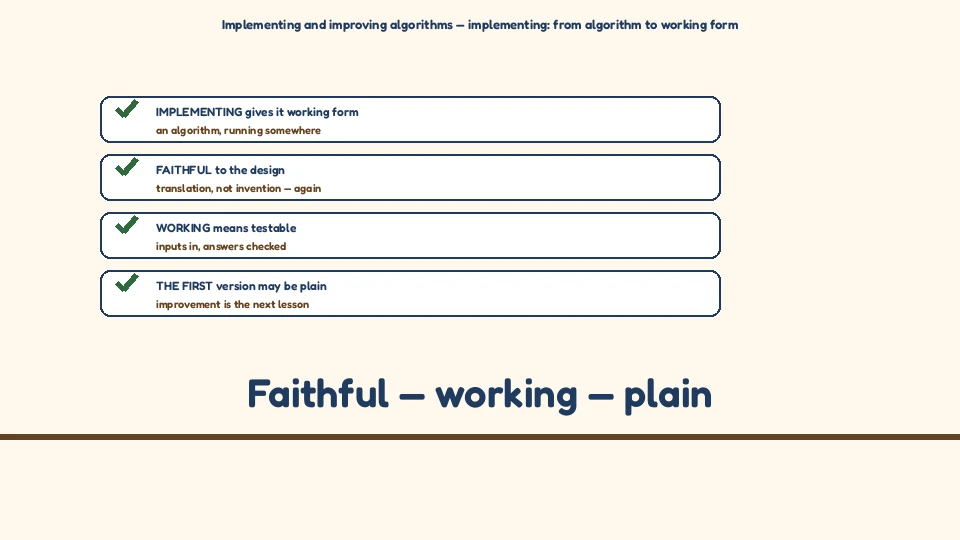 Implementing and improving algorithms — implementing: from algorithm to working form
IMPLEMENTING gives it working form
an algorithm, running somewhere
FAITHFUL to the design
translation, not invention — again
WORKING means testable
inputs in, answers checked
THE FIRST version may be plain
improvement is the next lesson
Faithful — working — plain